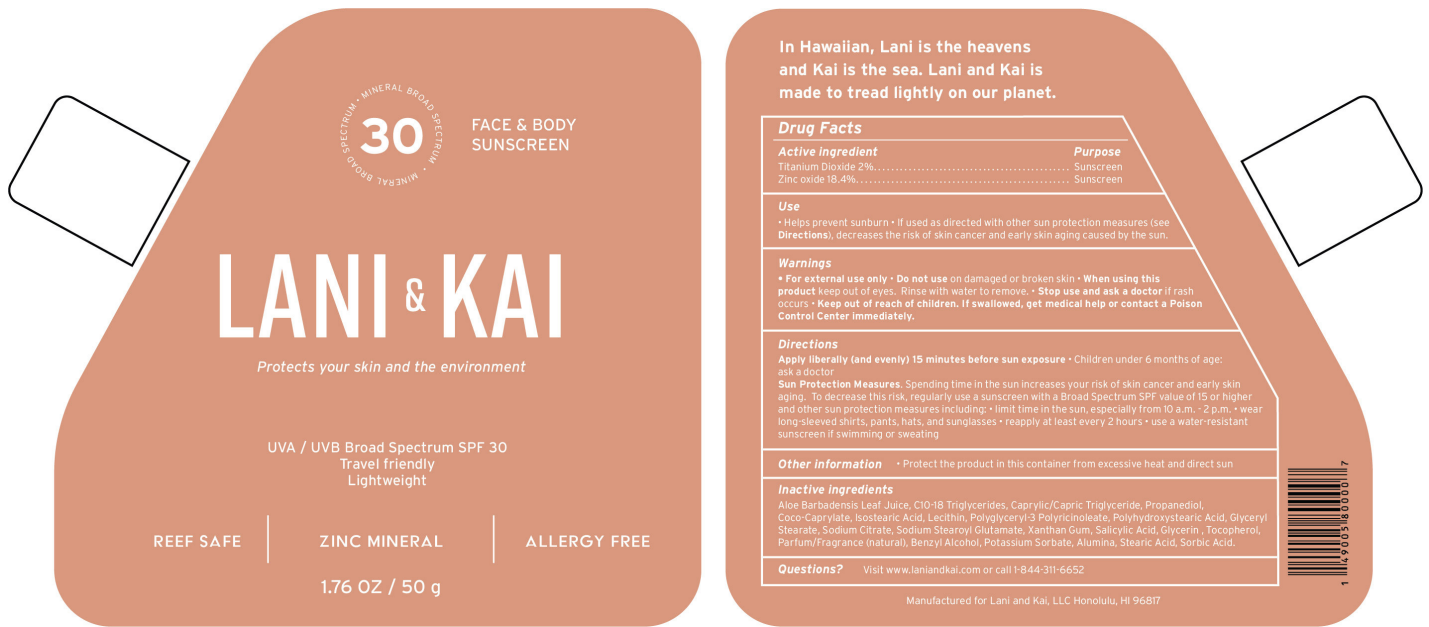 MINERAL BROAD SPECTRUM • MINERAL BROAD SPECTRUM •
30
FACE & BODY
SUNSCREEN
LANI & KAI
Protects your skin and the environment
UVA / UVB Broad Spectrum SPF 30
Travel friendly
Lightweight
REEF SAFE
ZINC MINERAL
ALLERGY FREE
1.76 OZ / 50 g
In Hawaiian, Lani is the heavens
and Kai is the sea. Lani and Kai is
made to tread lightly on our planet.
Drug Facts
Active ingredient Purpose
Titanium Dioxide 2%............................................. Sunscreen
Zinc oxide 18.4%................................................. Sunscreen
Use
• Helps prevent sunburn • If used as directed with other sun protection measures (see
Directions), decreases the risk of skin cancer and early skin aging caused by the sun.
Warnings
• For external use only • Do not use on damaged or broken skin • When using this
product keep out of eyes. Rinse with water to remove. • Stop use and ask a doctor if rash
occurs • Keep out of reach of children. If swallowed, get medical help or contact a Poison
Control Center immediately.
Directions
Apply liberally (and evenly) 15 minutes before sun exposure • Children under 6 months of age:
ask a doctor
Sun Protection Measures. Spending time in the sun increases your risk of skin cancer and early skin
aging. To decrease this risk, regularly use a sunscreen with a Broad Spectrum SPF value of 15 or higher
and other sun protection measures including: • limit time in the sun, especially from 10 a.m. - 2 p.m. • wear
long-sleeved shirts, pants, hats, and sunglasses • reapply at least every 2 hours • use a water-resistant
sunscreen if swimming or sweating
Other information • Protect the product in this container from excessive heat and direct sun
Inactive ingredients
Aloe Barbadensis Leaf Juice, C10-18 Triglycerides, Caprylic/Capric Triglyceride, Propanediol,
Coco-Caprylate, Isostearic Acid, Lecithin, Polyglyceryl-3 Polyricinoleate, Polyhydroxystearic Acid, Glyceryl
Stearate, Sodium Citrate, Sodium Stearoyl Glutamate, Xanthan Gum, Salicylic Acid, Glycerin , Tocopherol,
Parfum/Fragrance (natural), Benzyl Alcohol, Potassium Sorbate, Alumina, Stearic Acid, Sorbic Acid.
Questions? Visit www.laniandkai.com or call 1-844-311-6652
Manufactured for Lani and Kai, LLC Honolulu, HI 96817
1 49005 80000 7